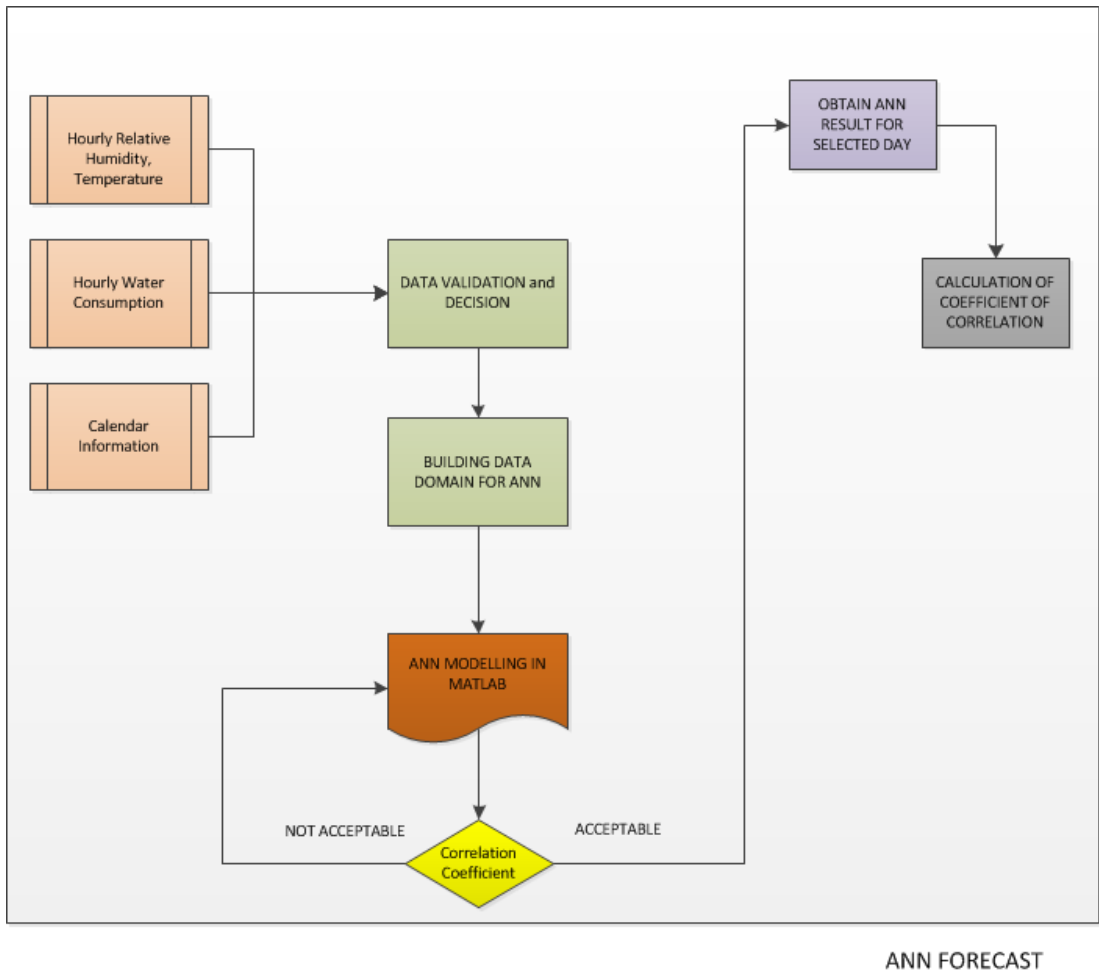 Hourly Relative
Humidity,
Temperature
Hourly Water
Consumption
Calendar
Information
DATA VALIDATION and
DECISION
BUILDING DATA
DOMAIN FOR ANN
ANN MODELLING IN
MATLAB
NOT ACCEPTABLE
Correlation
Coefficient
ACCEPTABLE
OBTAIN ANN
RESULT FOR
SELECTED DAY
CALCULATION OF
COEFFICIENT OF
CORRELATION
ANN FORECAST